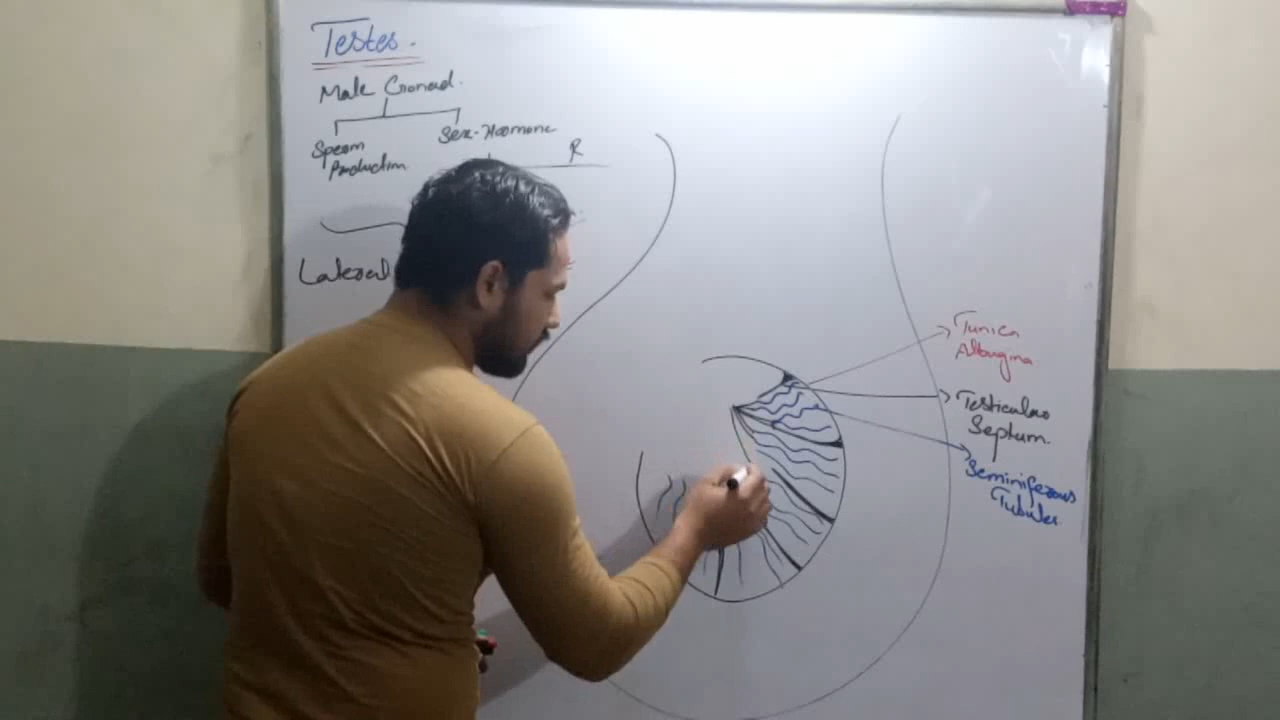 Testes.
Male Gonad.
Sperm
Production
Sex-Hormone
R
Lateral
Tunica
Albugina
Testicular
Septum.
Seminiferous
Tubules.